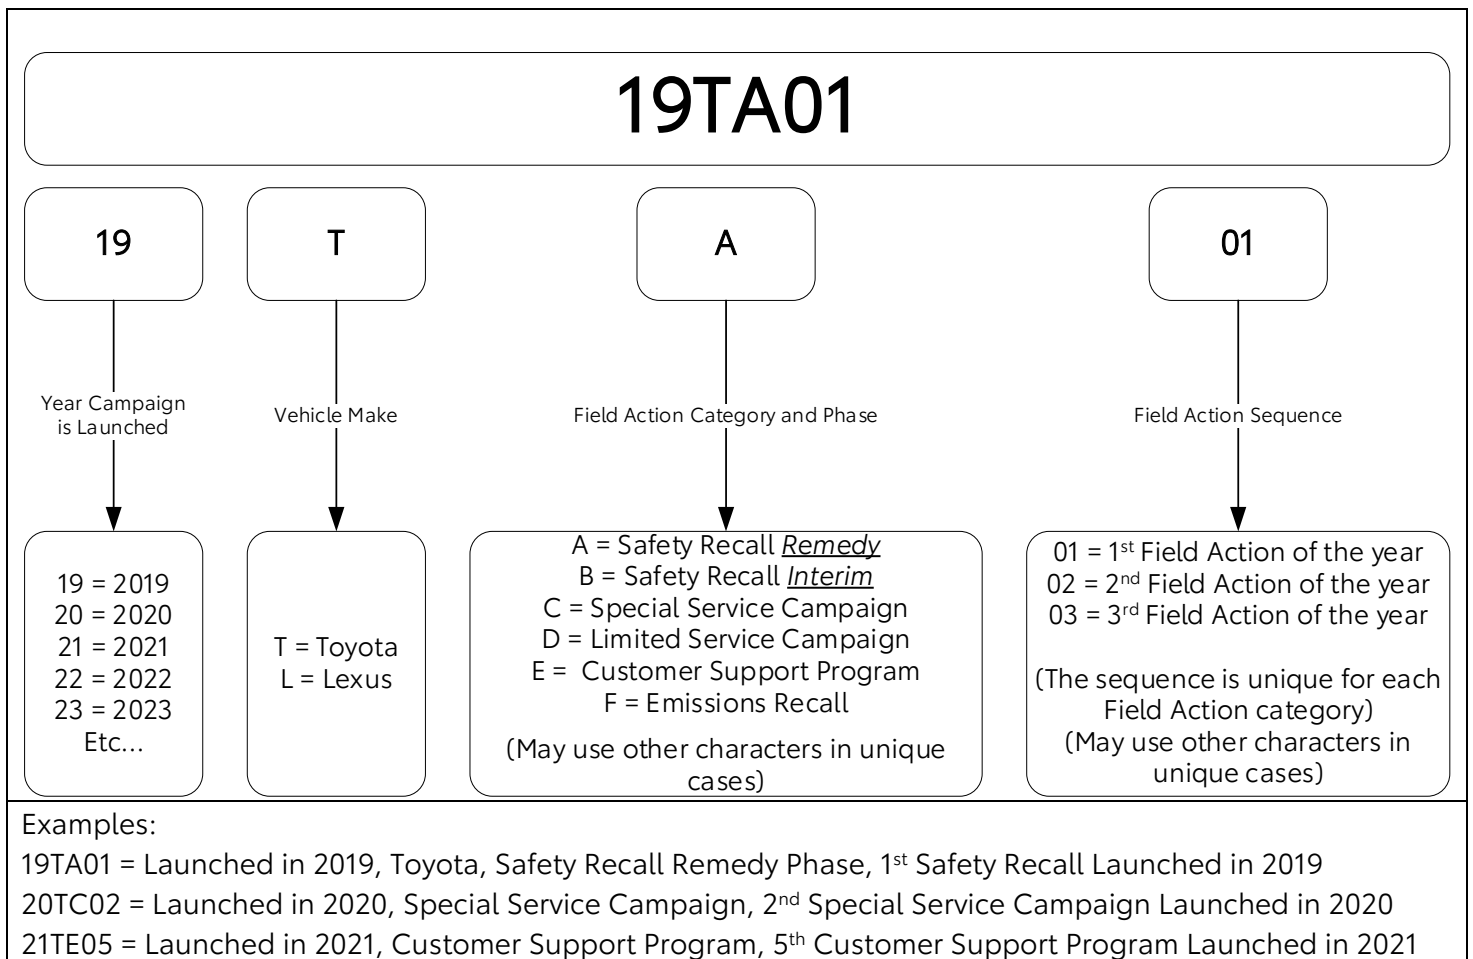 19TA01
19
T
A
01
Year Campaign
is Launched
Vehicle Make
Field Action Category and Phase
Field Action Sequence
19 = 2019
20 = 2020
21 = 2021
22 = 2022
23 = 2023
Etc...
T = Toyota
L = Lexus
A = Safety Recall Remedy
B = Safety Recall Interim
C = Special Service Campaign
D = Limited Service Campaign
E =  Customer Support Program
F = Emissions Recall
(May use other characters in unique
cases)
01 = 1st Field Action of the year
02 = 2nd Field Action of the year
03 = 3rd Field Action of the year
(The sequence is unique for each
Field Action category)
(May use other characters in
unique cases)
Examples:
19TA01 = Launched in 2019, Toyota, Safety Recall Remedy Phase, 1st Safety Recall Launched in 2019
20TC02 = Launched in 2020, Special Service Campaign, 2nd Special Service Campaign Launched in 2020
21TE05 = Launched in 2021, Customer Support Program, 5th Customer Support Program Launched in 2021